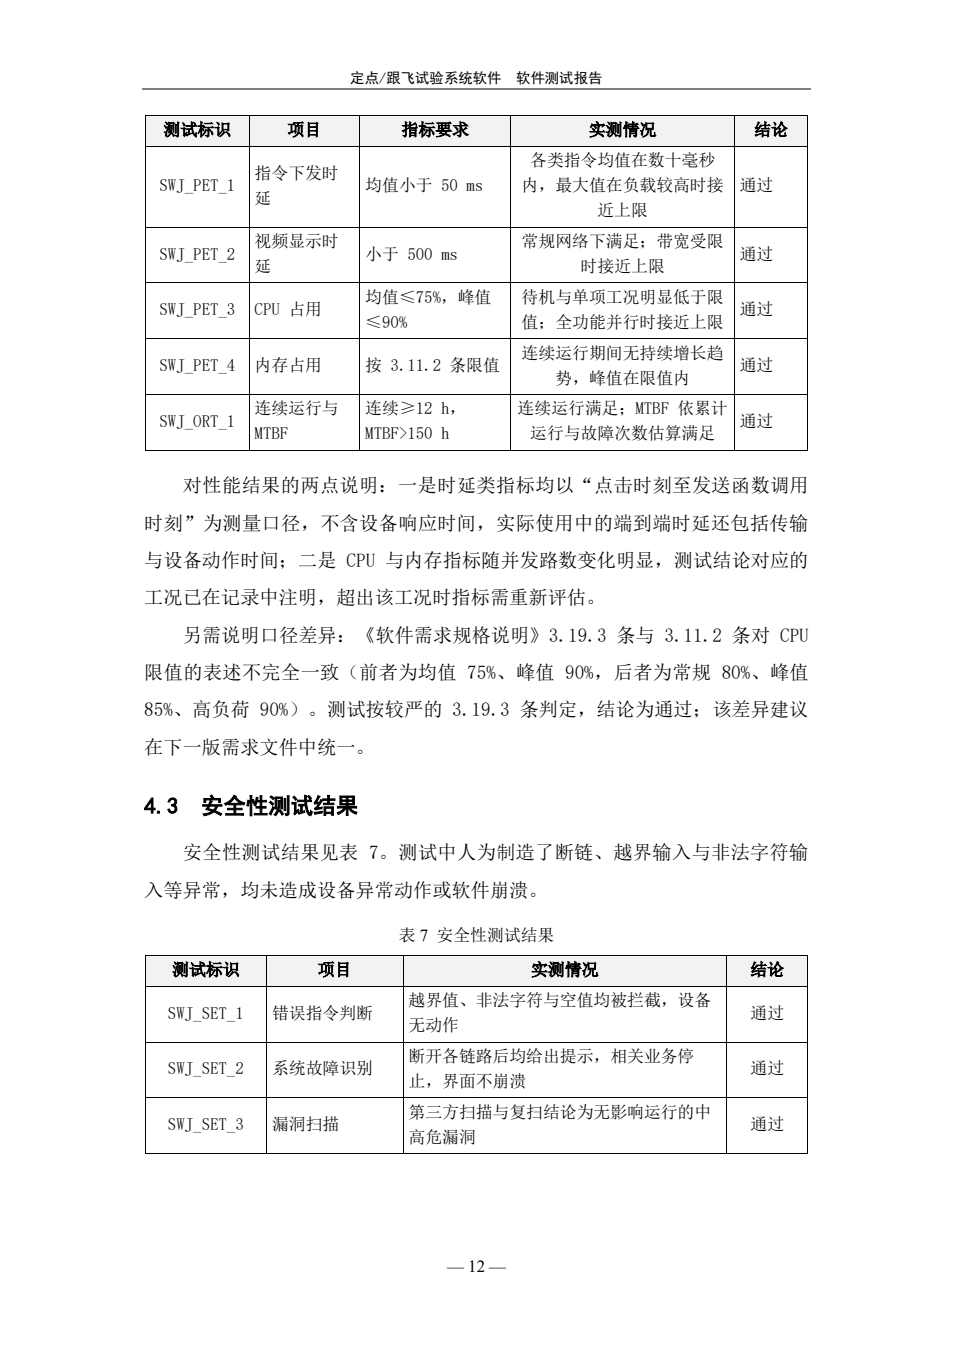 定点/跟飞试验系统软件　软件测试报告
测试标识 项目 指标要求 实测情况 结论
SWJ_PET_1 指令下发时延 均值小于 50 ms 各类指令均值在数十毫秒内，最大值在负载较高时接近上限 通过
SWJ_PET_2 视频显示时延 小于 500 ms 常规网络下满足；带宽受限时接近上限 通过
SWJ_PET_3 CPU 占用 均值≤75%，峰值≤90% 待机与单项工况明显低于限值；全功能并行时接近上限 通过
SWJ_PET_4 内存占用 按 3.11.2 条限值 连续运行期间无持续增长趋势，峰值在限值内 通过
SWJ_ORT_1 连续运行与 MTBF 连续≥12 h，MTBF>150 h 连续运行满足；MTBF 依累计运行与故障次数估算满足 通过
对性能结果的两点说明：一是时延类指标均以“点击时刻至发送函数调用
时刻”为测量口径，不含设备响应时间，实际使用中的端到端时延还包括传输
与设备动作时间；二是 CPU 与内存指标随并发路数变化明显，测试结论对应的
工况已在记录中注明，超出该工况时指标需重新评估。
另需说明口径差异：《软件需求规格说明》3.19.3 条与 3.11.2 条对 CPU
限值的表述不完全一致（前者为均值 75%、峰值 90%，后者为常规 80%、峰值
85%、高负荷 90%）。测试按较严的 3.19.3 条判定，结论为通过；该差异建议
在下一版需求文件中统一。
4.3　安全性测试结果
安全性测试结果见表 7。测试中人为制造了断链、越界输入与非法字符输
入等异常，均未造成设备异常动作或软件崩溃。
表 7 安全性测试结果
测试标识 项目 实测情况 结论
SWJ_SET_1 错误指令判断 越界值、非法字符与空值均被拦截，设备无动作 通过
SWJ_SET_2 系统故障识别 断开各链路后均给出提示，相关业务停止，界面不崩溃 通过
SWJ_SET_3 漏洞扫描 第三方扫描与复扫结论为无影响运行的中高危漏洞 通过
— 12 —